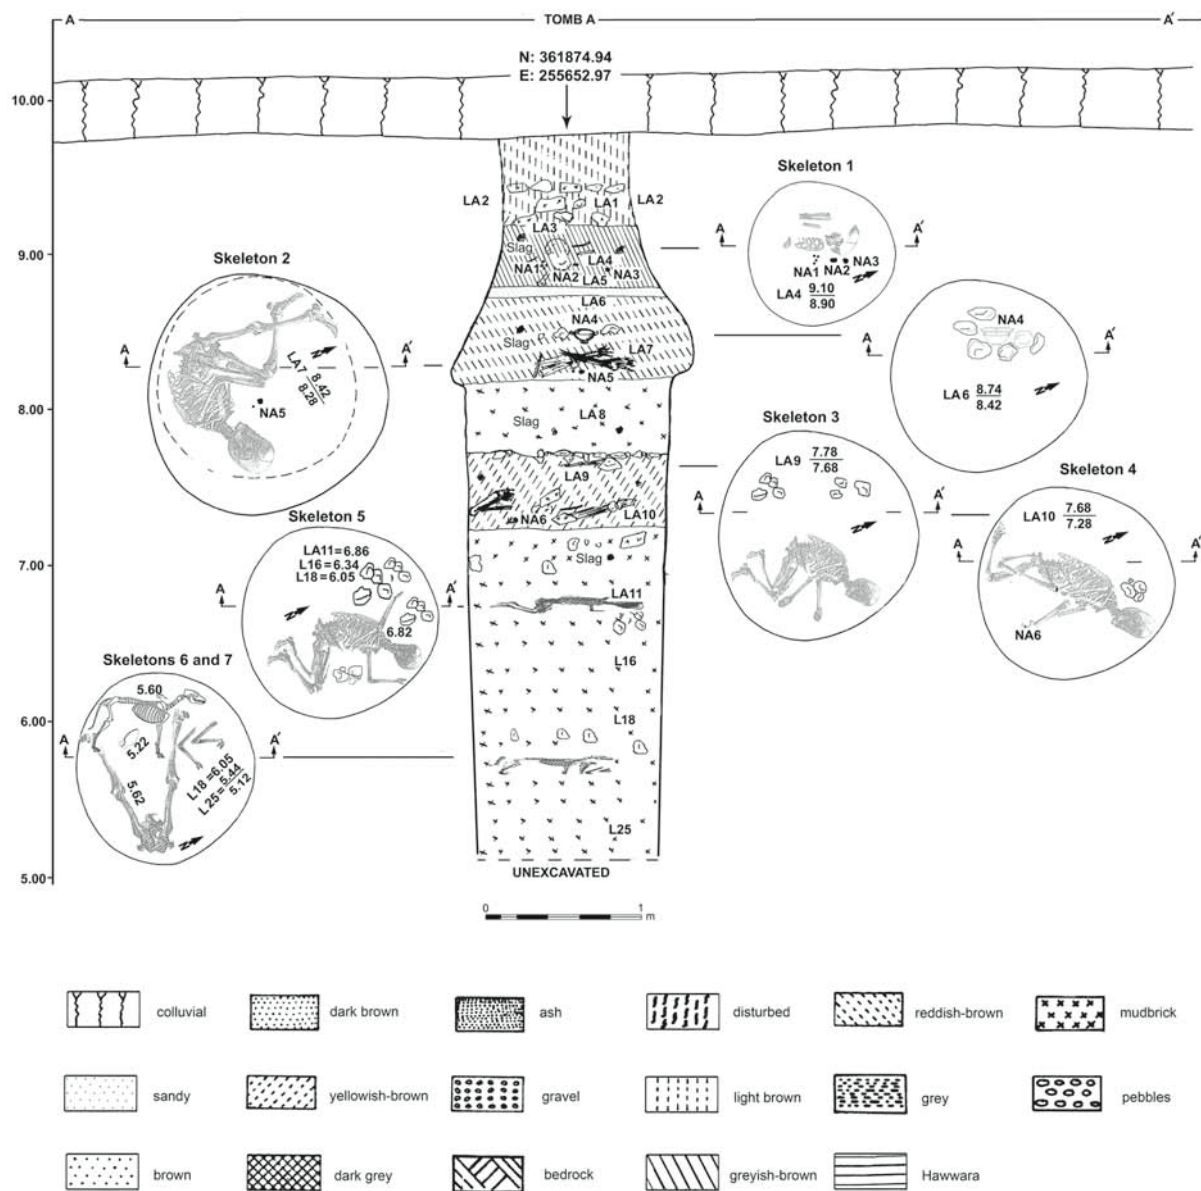 A TOMB A A′
N: 361874.94
E: 255652.97
10.00
9.00
8.00
7.00
6.00
5.00
LA2 LA1 LA2
LA3
Slag
LA4
NA1 NA2 NA3
LA5
LA6
NA4
Slag
LA7
NA5
LA8
Slag
LA9
LA10
NA6
Slag
LA11
L16
L18
L25
UNEXCAVATED
0 1
m
Skeleton 1
A A′
NA3
NA1 NA2
N
LA4 9.10
8.90
Skeleton 2
A A′
N
LA7 8.42
8.28
NA5
NA4
A A′
N
LA6 8.74
8.42
Skeleton 3
LA9 7.78
7.68
A A′
N
Skeleton 4
LA10 7.68
7.28
N
A A′
NA6
Skeleton 5
LA11=6.86
L16=6.34
L18=6.05
A A′
N
6.82
Skeletons 6 and 7
5.60
A A′
5.22
5.62
L18=6.05
L25=5.44
5.12
N
colluvial dark brown ash disturbed reddish-brown mudbrick
sandy yellowish-brown gravel light brown grey pebbles
brown dark grey bedrock greyish-brown Hawwara